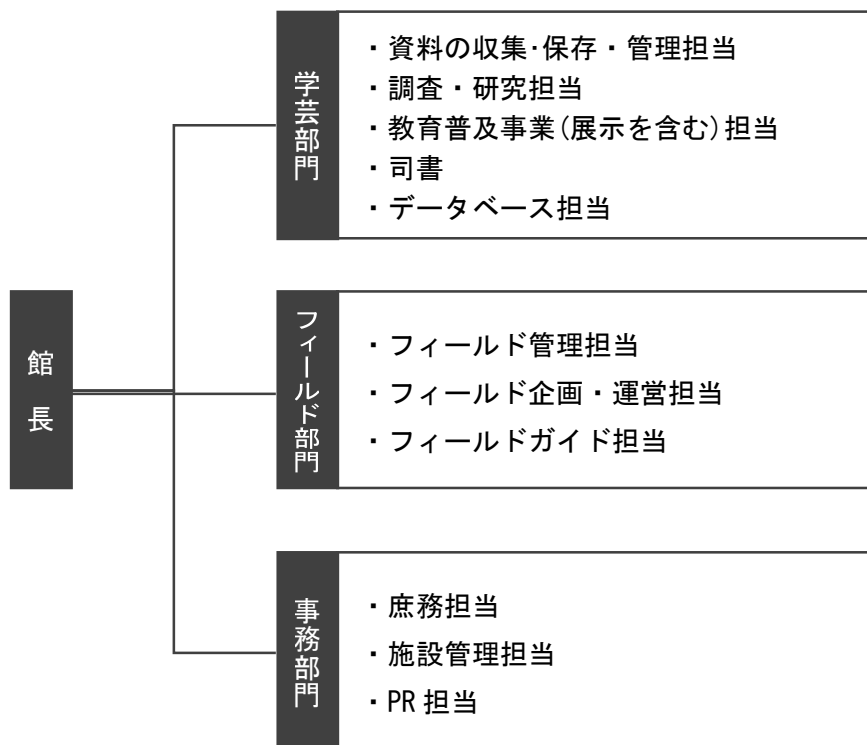 館長
学芸部門
・資料の収集・保存・管理担当
・調査・研究担当
・教育普及事業(展示を含む)担当
・司書
・データベース担当
フィールド部門
・フィールド管理担当
・フィールド企画・運営担当
・フィールドガイド担当
事務部門
・庶務担当
・施設管理担当
・PR 担当